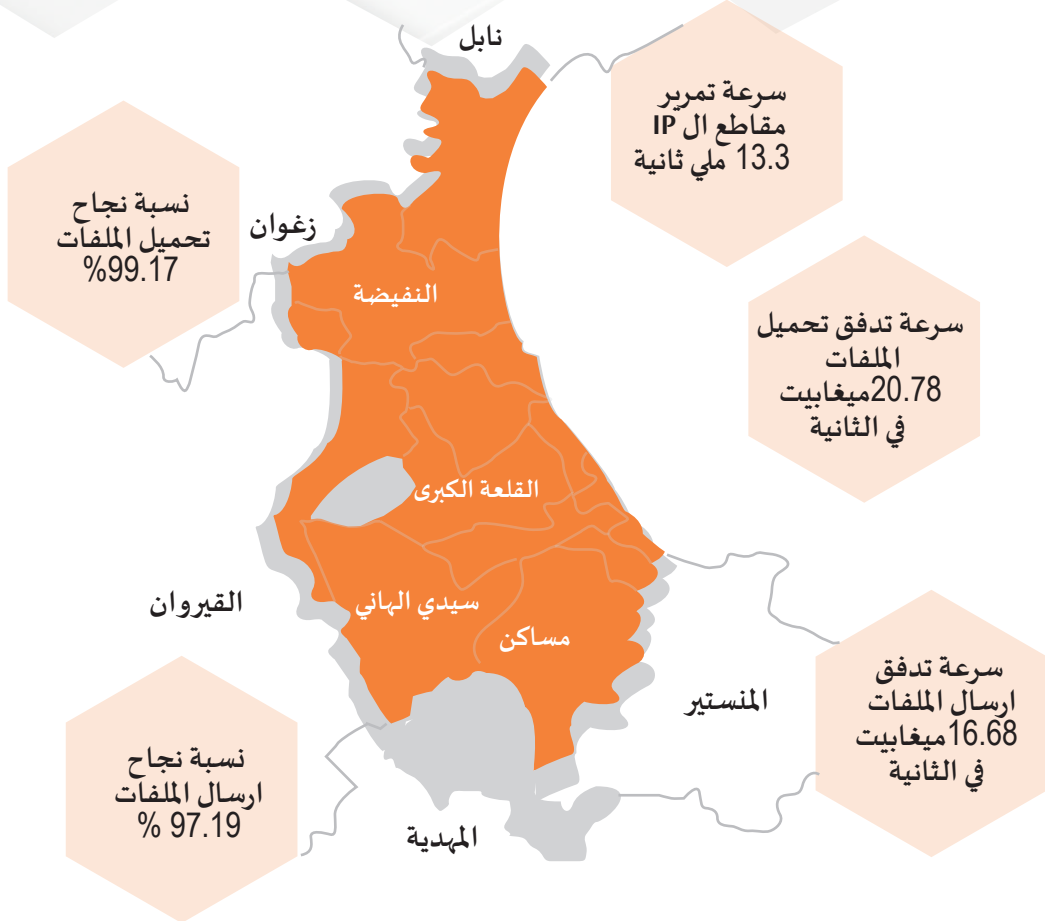 نابل
سرعة تمرير
مقاطع ال IP
13.3 ملي ثانية
نسبة نجاح
تحميل الملفات
%99.17
زغوان
النفيضة
سرعة تدفق تحميل
الملفات
20.78ميغابيت
في الثانية
القلعة الكبرى
القيروان
سيدي الهاني
مساكن
المنستير
سرعة تدفق
ارسال الملفات
16.68ميغابيت
في الثانية
نسبة نجاح
ارسال الملفات
97.19 %
المهدية